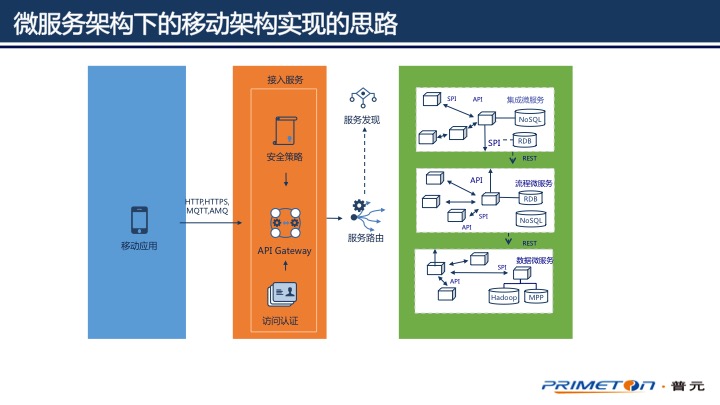 微服务架构下的移动架构实现的思路
移动应用
HTTP,HTTPS,
MQTT,AMQ
接入服务
安全策略
API Gateway
访问认证
服务发现
服务路由
SPI
API
集成微服务
NoSQL
SPI
RDB
REST
API
流程微服务
RDB
SPI
NoSQL
API
REST
数据微服务
SPI
API
Hadoop
MPP
PRIMETON · 普元